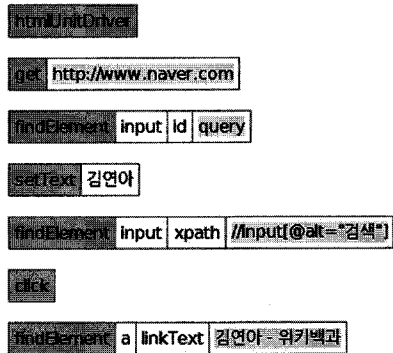 htmlUnitDriver
get http://www.naver.com
findElement input id query
setText 김연아
findElement input xpath //input[@alt="검색"]
click
findElement a linkText 김연아 - 위키백과